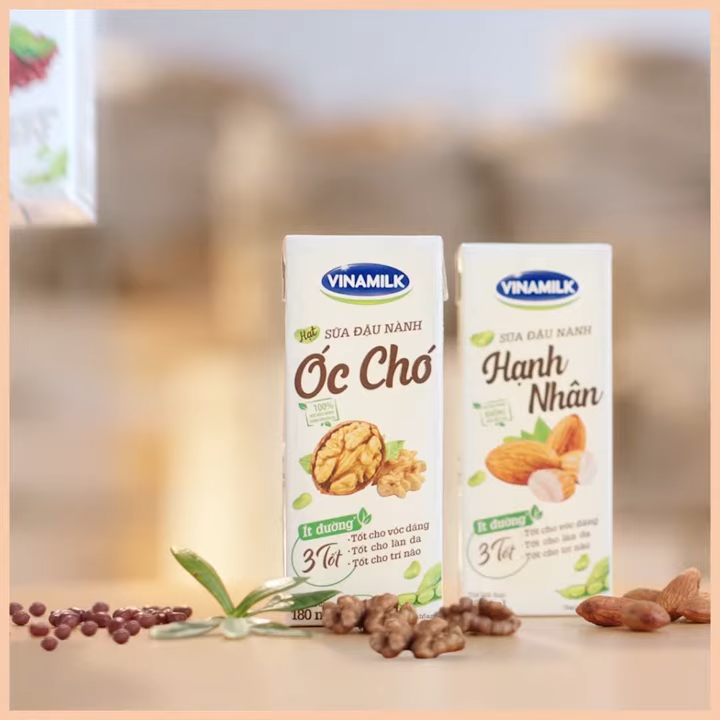 VINAMILK
Hạt
SỮA ĐẬU NÀNH
Óc Chó
100%
Ít đường
3 Tốt
• Tốt cho vóc dáng
• Tốt cho làn da
• Tốt cho trí não
180 m
VINAMILK
SỮA ĐẬU NÀNH
Hạnh
Nhân
Ít đường
3 Tốt
• Tốt cho vóc dáng
• Tốt cho làn da
• Tốt cho trí não